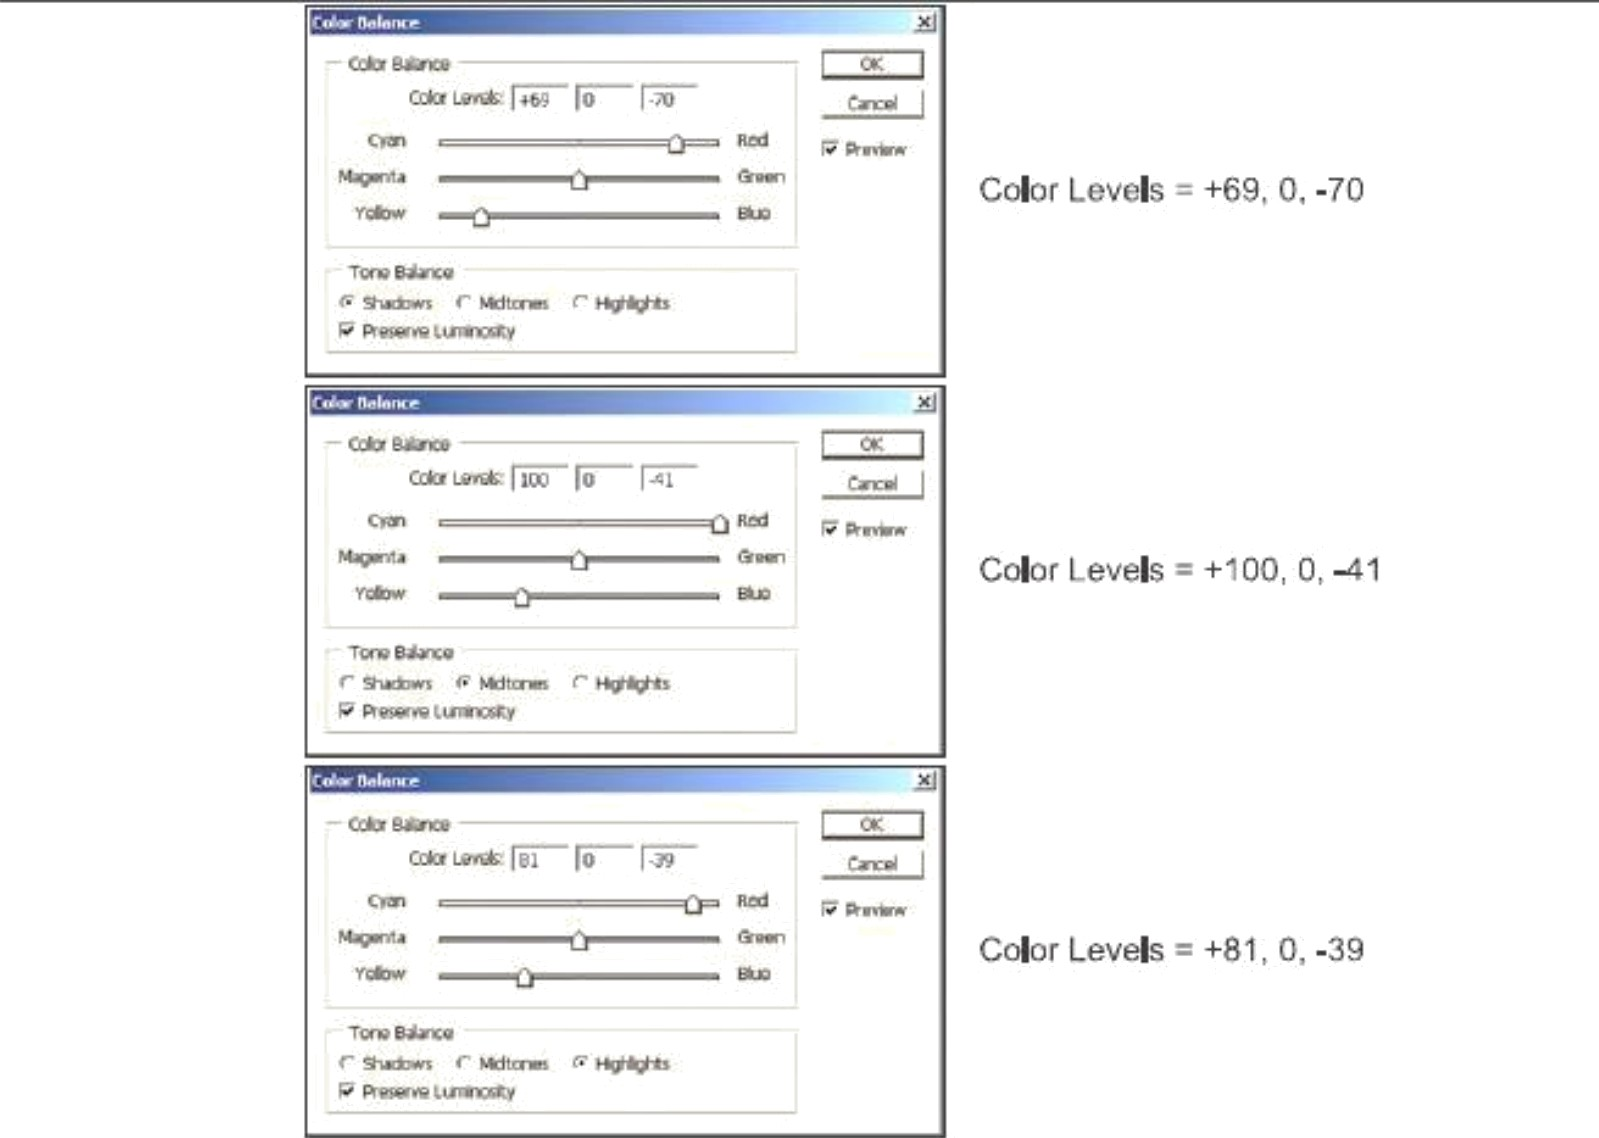 Color Balance
Color Balance
OK
Color Levels: +69 0 -70
Cancel
Cyan Red
Preview
Magenta Green
Yellow Blue
Color Levels = +69, 0, -70
Tone Balance
Shadows Midtones Highlights
Preserve Luminosity
Color Balance
Color Balance
OK
Color Levels: 100 0 -41
Cancel
Cyan Red
Preview
Magenta Green
Yellow Blue
Color Levels = +100, 0, -41
Tone Balance
Shadows Midtones Highlights
Preserve Luminosity
Color Balance
Color Balance
OK
Color Levels: 81 0 -39
Cancel
Cyan Red
Preview
Magenta Green
Yellow Blue
Color Levels = +81, 0, -39
Tone Balance
Shadows Midtones Highlights
Preserve Luminosity